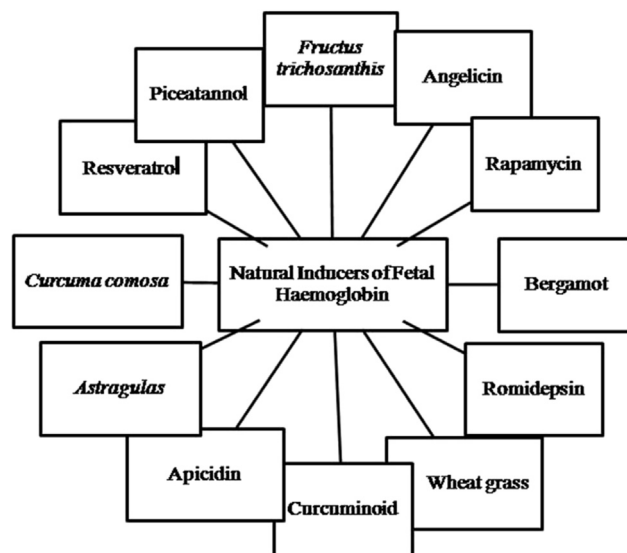 Fructus
trichosanthis
Angelicin
Piceatannol
Rapamycin
Resveratrol
Natural Inducers of Fetal
Haemoglobin
Curcuma comosa
Bergamot
Astragulas
Romidepsin
Apicidin
Wheat grass
Curcuminoid